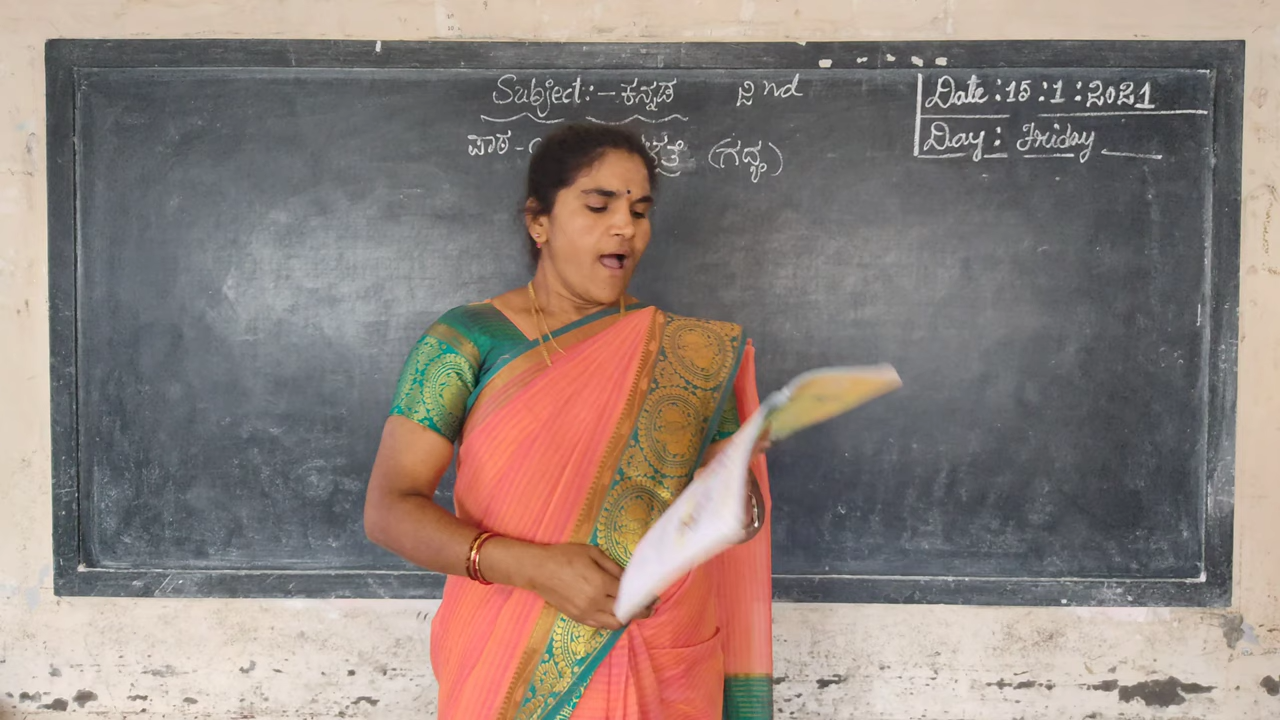 Subject:- ಕನ್ನಡ 2nd
ಪಾಠ - (ಗದ್ಯ)
Date : 15 : 1 : 2021
Day : Friday